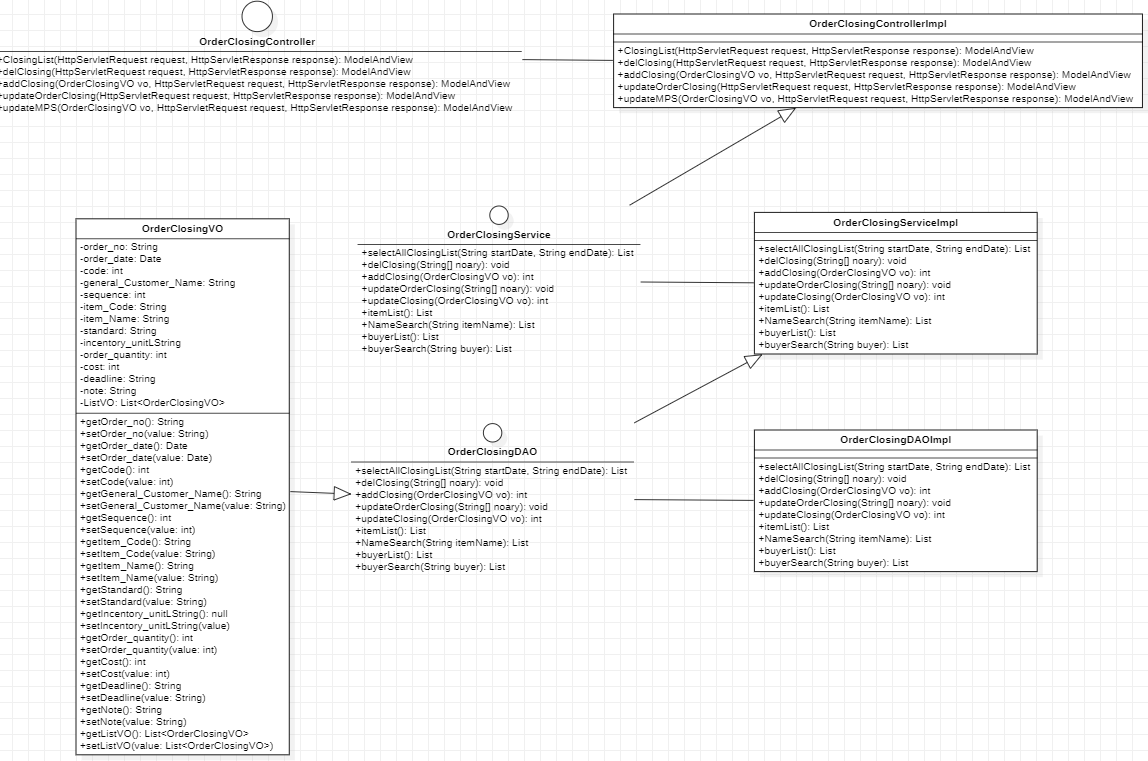 OrderClosingController
+ClosingList(HttpServletRequest request, HttpServletResponse response): ModelAndView
+delClosing(HttpServletRequest request, HttpServletResponse response): ModelAndView
+addClosing(OrderClosingVO vo, HttpServletRequest request, HttpServletResponse response): ModelAndView
+updateOrderClosing(HttpServletRequest request, HttpServletResponse response): ModelAndView
+updateMPS(OrderClosingVO vo, HttpServletRequest request, HttpServletResponse response): ModelAndView
OrderClosingControllerImpl
+ClosingList(HttpServletRequest request, HttpServletResponse response): ModelAndView
+delClosing(HttpServletRequest request, HttpServletResponse response): ModelAndView
+addClosing(OrderClosingVO vo, HttpServletRequest request, HttpServletResponse response): ModelAndView
+updateOrderClosing(HttpServletRequest request, HttpServletResponse response): ModelAndView
+updateMPS(OrderClosingVO vo, HttpServletRequest request, HttpServletResponse response): ModelAndView
OrderClosingVO
-order_no: String
-order_date: Date
-code: int
-general_Customer_Name: String
-sequence: int
-item_Code: String
-item_Name: String
-standard: String
-incentory_unitLString
-order_quantity: int
-cost: int
-deadline: String
-note: String
-ListVO: List<OrderClosingVO>
+getOrder_no(): String
+setOrder_no(value: String)
+getOrder_date(): Date
+setOrder_date(value: Date)
+getCode(): int
+setCode(value: int)
+getGeneral_Customer_Name(): String
+setGeneral_Customer_Name(value: String)
+getSequence(): int
+setSequence(value: int)
+getItem_Code(): String
+setItem_Code(value: String)
+getItem_Name(): String
+setItem_Name(value: String)
+getStandard(): String
+setStandard(value: String)
+getIncentory_unitLString(): null
+setIncentory_unitLString(value)
+getOrder_quantity(): int
+setOrder_quantity(value: int)
+getCost(): int
+setCost(value: int)
+getDeadline(): String
+setDeadline(value: String)
+getNote(): String
+setNote(value: String)
+getListVO(): List<OrderClosingVO>
+setListVO(value: List<OrderClosingVO>)
OrderClosingService
+selectAllClosingList(String startDate, String endDate): List
+delClosing(String[] noary): void
+addClosing(OrderClosingVO vo): int
+updateOrderClosing(String[] noary): void
+updateClosing(OrderClosingVO vo): int
+itemList(): List
+NameSearch(String itemName): List
+buyerList(): List
+buyerSearch(String buyer): List
OrderClosingServiceImpl
+selectAllClosingList(String startDate, String endDate): List
+delClosing(String[] noary): void
+addClosing(OrderClosingVO vo): int
+updateOrderClosing(String[] noary): void
+updateClosing(OrderClosingVO vo): int
+itemList(): List
+NameSearch(String itemName): List
+buyerList(): List
+buyerSearch(String buyer): List
OrderClosingDAO
+selectAllClosingList(String startDate, String endDate): List
+delClosing(String[] noary): void
+addClosing(OrderClosingVO vo): int
+updateOrderClosing(String[] noary): void
+updateClosing(OrderClosingVO vo): int
+itemList(): List
+NameSearch(String itemName): List
+buyerList(): List
+buyerSearch(String buyer): List
OrderClosingDAOImpl
+selectAllClosingList(String startDate, String endDate): List
+delClosing(String[] noary): void
+addClosing(OrderClosingVO vo): int
+updateOrderClosing(String[] noary): void
+updateClosing(OrderClosingVO vo): int
+itemList(): List
+NameSearch(String itemName): List
+buyerList(): List
+buyerSearch(String buyer): List